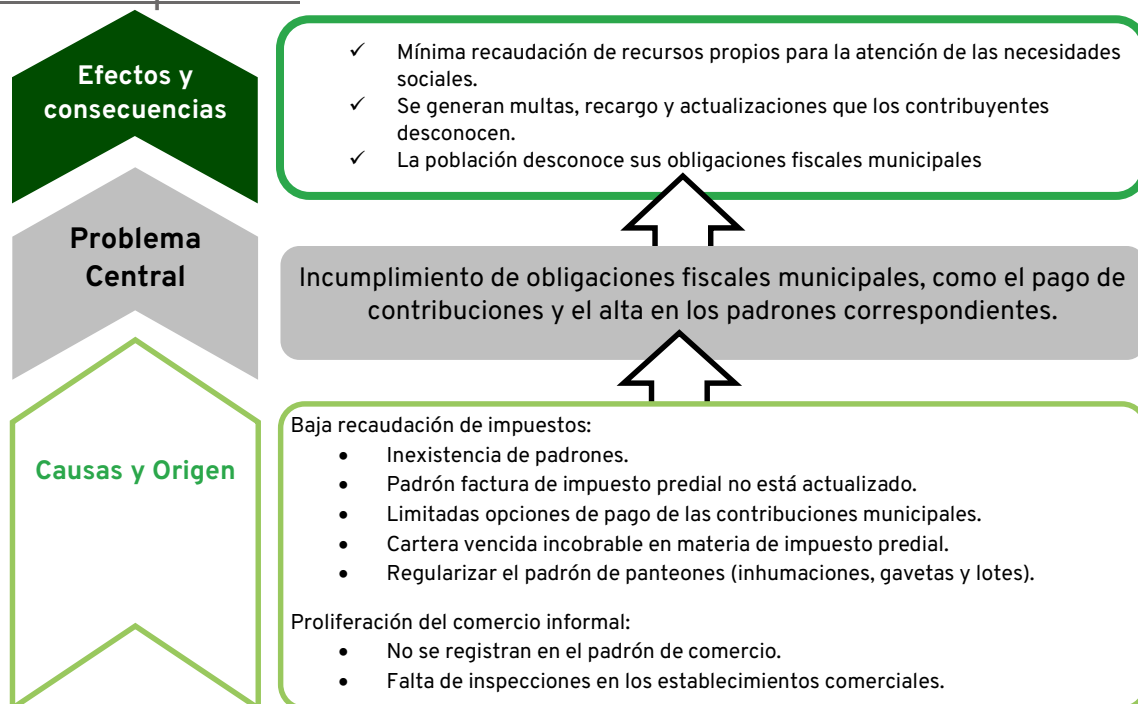 Efectos y
consecuencias
✓ Mínima recaudación de recursos propios para la atención de las necesidades
sociales.
✓ Se generan multas, recargo y actualizaciones que los contribuyentes
desconocen.
✓ La población desconoce sus obligaciones fiscales municipales
Problema
Central
Incumplimiento de obligaciones fiscales municipales, como el pago de
contribuciones y el alta en los padrones correspondientes.
Causas y Origen
Baja recaudación de impuestos:
• Inexistencia de padrones.
• Padrón factura de impuesto predial no está actualizado.
• Limitadas opciones de pago de las contribuciones municipales.
• Cartera vencida incobrable en materia de impuesto predial.
• Regularizar el padrón de panteones (inhumaciones, gavetas y lotes).
Proliferación del comercio informal:
• No se registran en el padrón de comercio.
• Falta de inspecciones en los establecimientos comerciales.